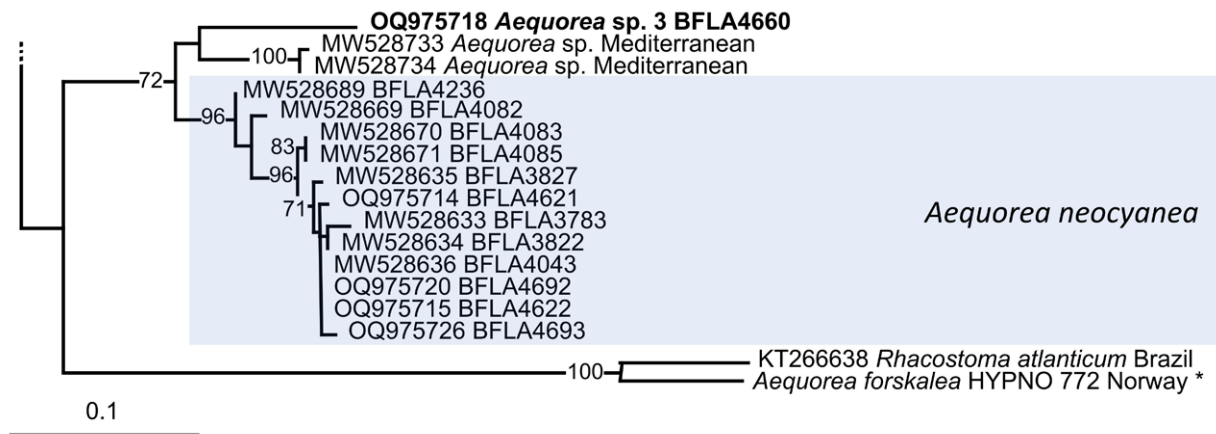 OQ975718 Aequorea sp. 3 BFLA4660
100 MW528733 Aequorea sp. Mediterranean
MW528734 Aequorea sp. Mediterranean
72
MW528689 BFLA4236
96 MW528669 BFLA4082
MW528670 BFLA4083
83
MW528671 BFLA4085
96 MW528635 BFLA3827
OQ975714 BFLA4621
71
MW528633 BFLA3783
Aequorea neocyanea
MW528634 BFLA3822
MW528636 BFLA4043
OQ975720 BFLA4692
OQ975715 BFLA4622
OQ975726 BFLA4693
KT266638 Rhacostoma atlanticum Brazil
100
Aequorea forskalea HYPNO 772 Norway *
0.1